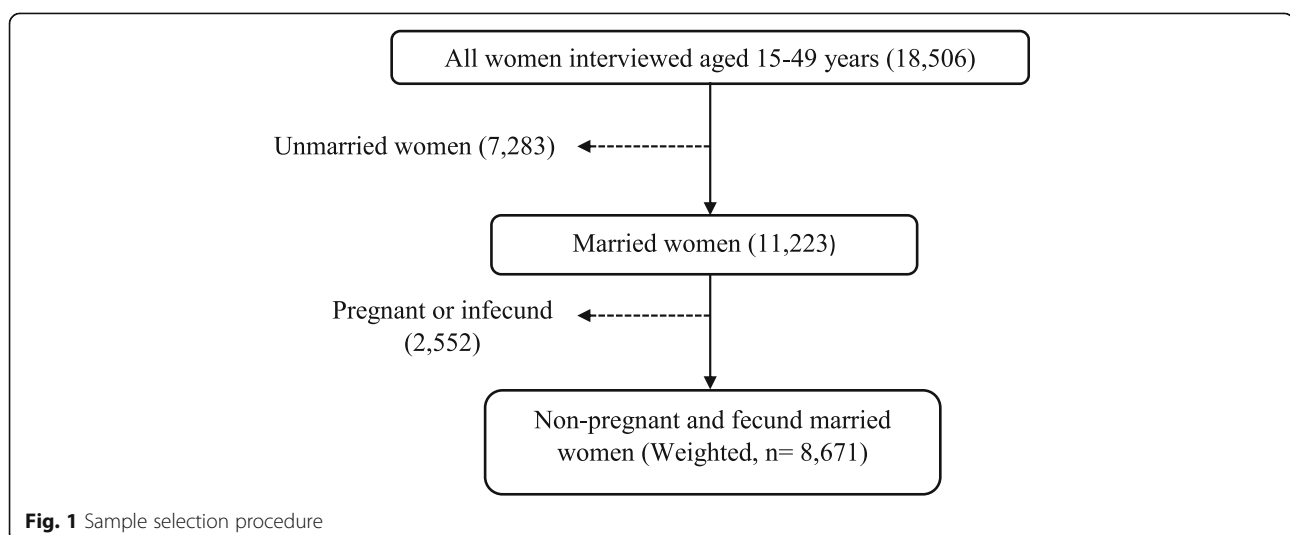 All women interviewed aged 15-49 years (18,506)
Unmarried women (7,283)
Married women (11,223)
Pregnant or infecund
(2,552)
Non-pregnant and fecund married
women (Weighted, n= 8,671)
Fig. 1 Sample selection procedure